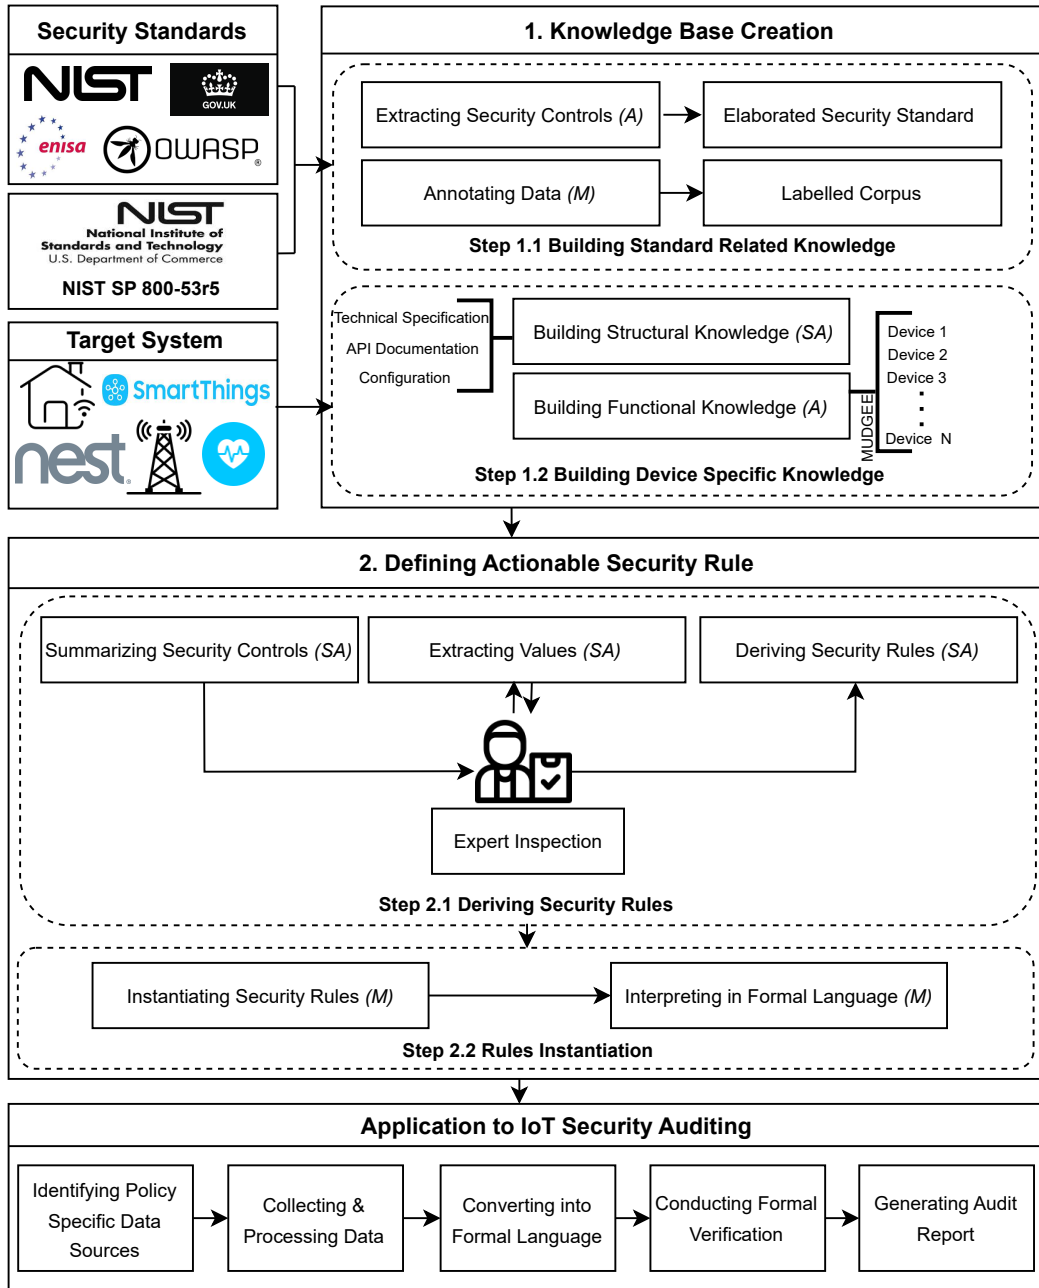 Security Standards
NIST
GOV.UK
enisa
OWASP
®
NIST
National Institute of
Standards and Technology
U.S. Department of Commerce
NIST SP 800-53r5
Target System
SmartThings
nest®
1. Knowledge Base Creation
Extracting Security Controls (A)
Elaborated Security Standard
Annotating Data (M)
Labelled Corpus
Step 1.1 Building Standard Related Knowledge
Technical Specification
API Documentation
Configuration
Building Structural Knowledge (SA)
Building Functional Knowledge (A)
MUDGEE
Device 1
Device 2
Device 3
Device N
Step 1.2 Building Device Specific Knowledge
2. Defining Actionable Security Rule
Summarizing Security Controls (SA)
Extracting Values (SA)
Deriving Security Rules (SA)
Expert Inspection
Step 2.1 Deriving Security Rules
Instantiating Security Rules (M)
Interpreting in Formal Language (M)
Step 2.2 Rules Instantiation
Application to IoT Security Auditing
Identifying Policy
Specific Data
Sources
Collecting &
Processing Data
Converting into
Formal Language
Conducting Formal
Verification
Generating Audit
Report